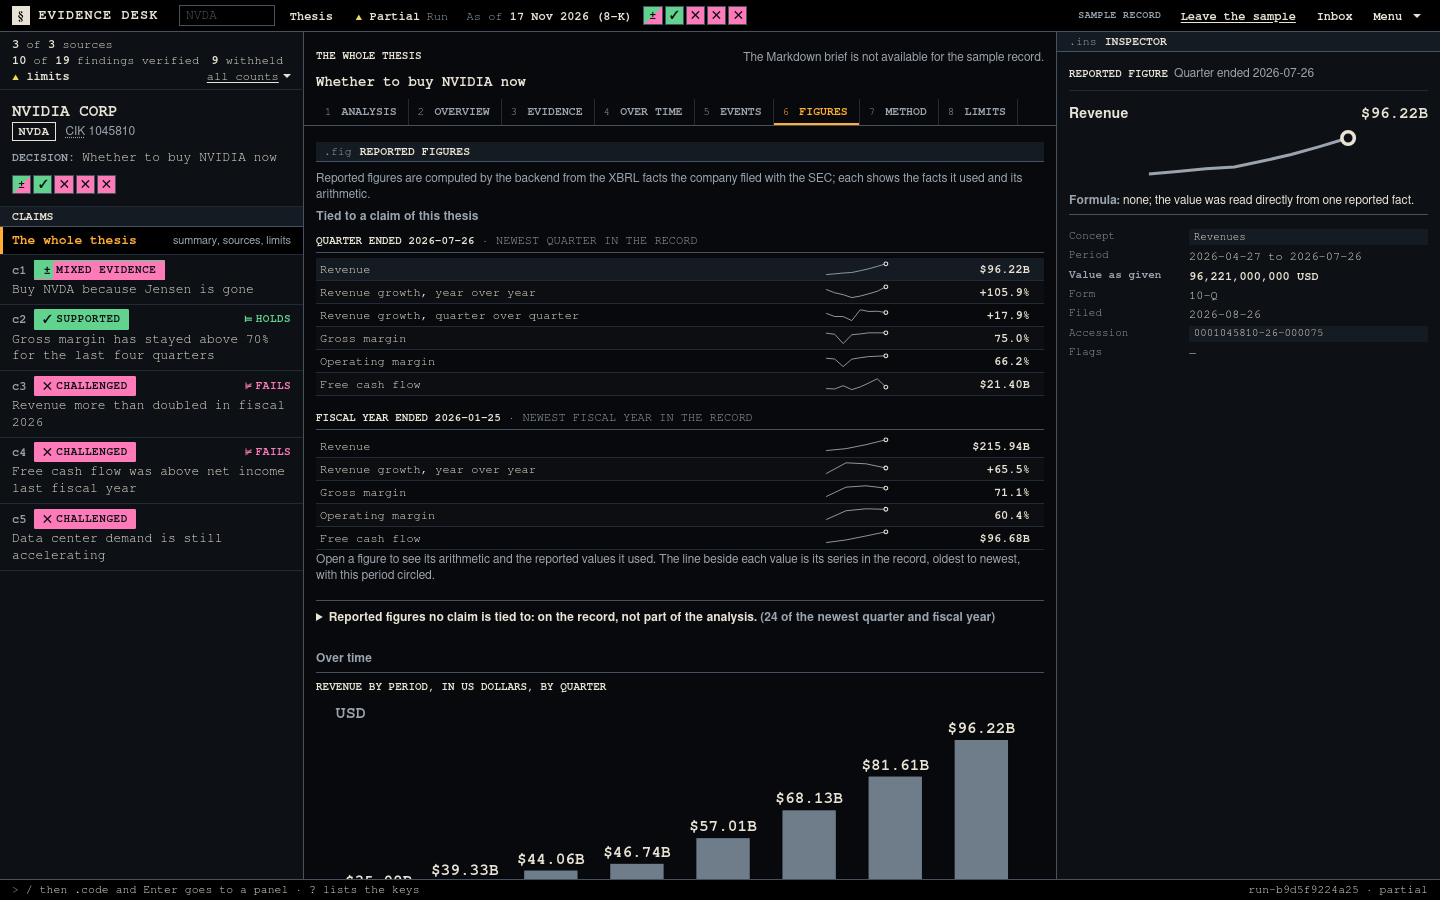 § EVIDENCE DESK NVDA Thesis ▲ Partial Run As of 17 Nov 2026 (8-K) ± ✓ ✕ ✕ ✕ SAMPLE RECORD Leave the sample Inbox Menu
3 of 3 sources
10 of 19 findings verified 9 withheld
▲ limits all counts
NVIDIA CORP
NVDA CIK 1045810
DECISION: Whether to buy NVIDIA now
± ✓ ✕ ✕ ✕
CLAIMS
The whole thesis summary, sources, limits
c1 ± MIXED EVIDENCE
Buy NVDA because Jensen is gone
c2 ✓ SUPPORTED ⊨ HOLDS
Gross margin has stayed above 70%
for the last four quarters
c3 ✕ CHALLENGED ⊭ FAILS
Revenue more than doubled in fiscal
2026
c4 ✕ CHALLENGED ⊭ FAILS
Free cash flow was above net income
last fiscal year
c5 ✕ CHALLENGED
Data center demand is still
accelerating
THE WHOLE THESIS The Markdown brief is not available for the sample record.
Whether to buy NVIDIA now
1 ANALYSIS 2 OVERVIEW 3 EVIDENCE 4 OVER TIME 5 EVENTS 6 FIGURES 7 METHOD 8 LIMITS
.fig REPORTED FIGURES
Reported figures are computed by the backend from the XBRL facts the company filed with the SEC; each shows the facts it used and its
arithmetic.
Tied to a claim of this thesis
QUARTER ENDED 2026-07-26 · NEWEST QUARTER IN THE RECORD
Revenue $96.22B
Revenue growth, year over year +105.9%
Revenue growth, quarter over quarter +17.9%
Gross margin 75.0%
Operating margin 66.2%
Free cash flow $21.40B
FISCAL YEAR ENDED 2026-01-25 · NEWEST FISCAL YEAR IN THE RECORD
Revenue $215.94B
Revenue growth, year over year +65.5%
Gross margin 71.1%
Operating margin 60.4%
Free cash flow $96.68B
Open a figure to see its arithmetic and the reported values it used. The line beside each value is its series in the record, oldest to newest,
with this period circled.
▶ Reported figures no claim is tied to: on the record, not part of the analysis. (24 of the newest quarter and fiscal year)
Over time
REVENUE BY PERIOD, IN US DOLLARS, BY QUARTER
USD
$39.33B $44.06B $46.74B $57.01B $68.13B $81.61B $96.22B
.ins INSPECTOR
REPORTED FIGURE Quarter ended 2026-07-26
Revenue $96.22B
Formula: none; the value was read directly from one reported fact.
Concept Revenues
Period 2026-04-27 to 2026-07-26
Value as given 96,221,000,000 USD
Form 10-Q
Filed 2026-08-26
Accession 0001045810-26-000075
Flags —
> / then .code and Enter goes to a panel · ? lists the keys run-b9d5f9224a25 · partial